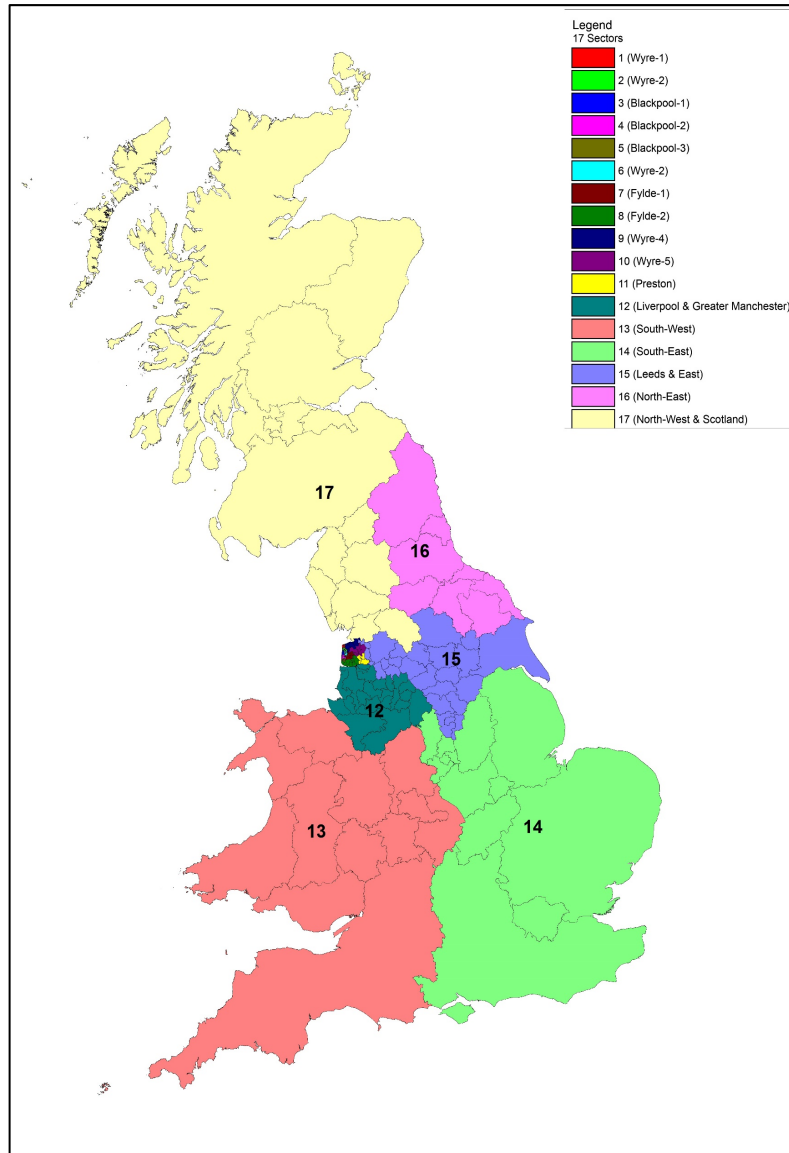 Legend
17 Sectors
1 (Wyre-1)
2 (Wyre-2)
3 (Blackpool-1)
4 (Blackpool-2)
5 (Blackpool-3)
6 (Wyre-2)
7 (Fylde-1)
8 (Fylde-2)
9 (Wyre-4)
10 (Wyre-5)
11 (Preston)
12 (Liverpool & Greater Manchester)
13 (South-West)
14 (South-East)
15 (Leeds & East)
16 (North-East)
17 (North-West & Scotland)
17
16
15
12
13
14